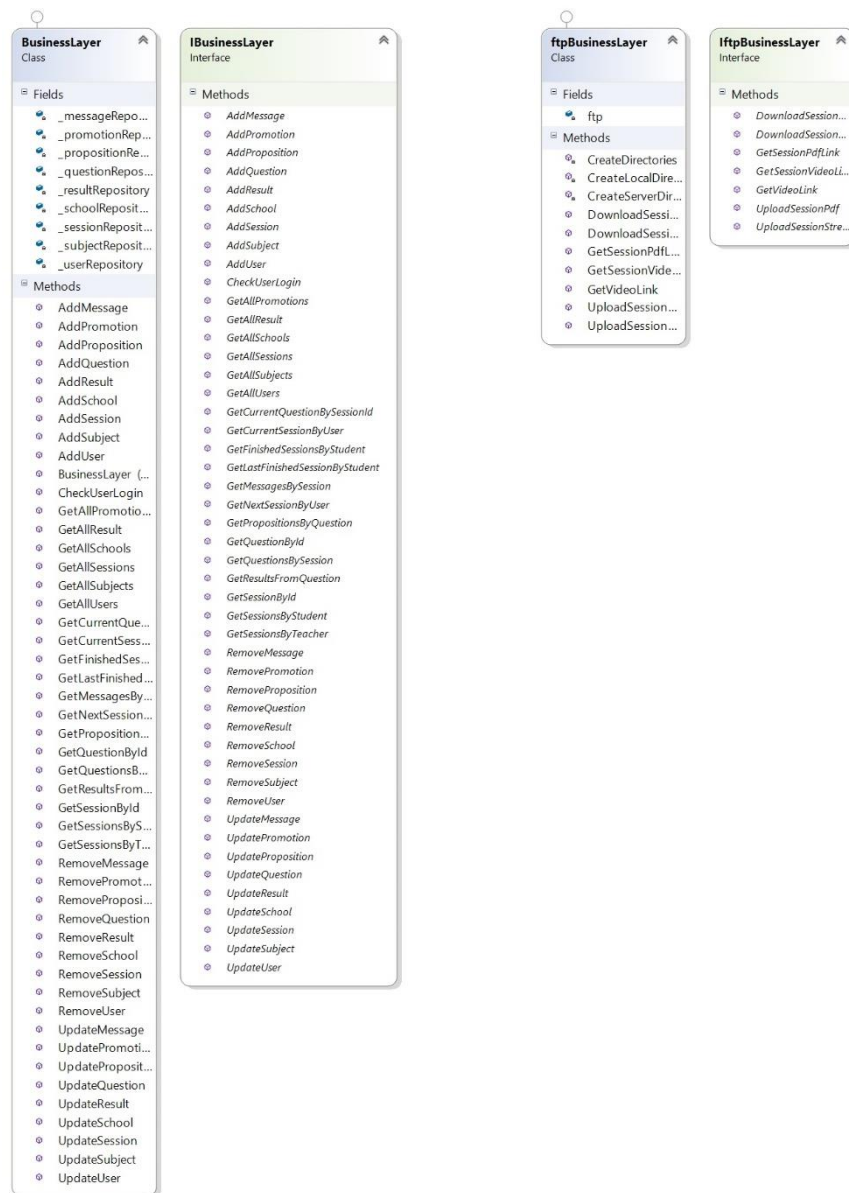 BusinessLayer
Class
Fields
_messageRepo...
_promotionRep...
_propositionRe...
_questionRepos...
_resultRepository
_schoolReposit...
_sessionReposit...
_subjectReposit...
_userRepository
Methods
AddMessage
AddPromotion
AddProposition
AddQuestion
AddResult
AddSchool
AddSession
AddSubject
AddUser
BusinessLayer (...
CheckUserLogin
GetAllPromotio...
GetAllResult
GetAllSchools
GetAllSessions
GetAllSubjects
GetAllUsers
GetCurrentQue...
GetCurrentSess...
GetFinishedSes...
GetLastFinished...
GetMessagesBy...
GetNextSession...
GetProposition...
GetQuestionById
GetQuestionsB...
GetResultsFrom...
GetSessionById
GetSessionsByS...
GetSessionsByT...
RemoveMessage
RemovePromot...
RemoveProposi...
RemoveQuestion
RemoveResult
RemoveSchool
RemoveSession
RemoveSubject
RemoveUser
UpdateMessage
UpdatePromoti...
UpdateProposit...
UpdateQuestion
UpdateResult
UpdateSchool
UpdateSession
UpdateSubject
UpdateUser
IBusinessLayer
Interface
Methods
AddMessage
AddPromotion
AddProposition
AddQuestion
AddResult
AddSchool
AddSession
AddSubject
AddUser
CheckUserLogin
GetAllPromotions
GetAllResult
GetAllSchools
GetAllSessions
GetAllSubjects
GetAllUsers
GetCurrentQuestionBySessionId
GetCurrentSessionByUser
GetFinishedSessionsByStudent
GetLastFinishedSessionByStudent
GetMessagesBySession
GetNextSessionByUser
GetPropositionsByQuestion
GetQuestionById
GetQuestionsBySession
GetResultsFromQuestion
GetSessionById
GetSessionsByStudent
GetSessionsByTeacher
RemoveMessage
RemovePromotion
RemoveProposition
RemoveQuestion
RemoveResult
RemoveSchool
RemoveSession
RemoveSubject
RemoveUser
UpdateMessage
UpdatePromotion
UpdateProposition
UpdateQuestion
UpdateResult
UpdateSchool
UpdateSession
UpdateSubject
UpdateUser
ftpBusinessLayer
Class
Fields
ftp
Methods
CreateDirectories
CreateLocalDire...
CreateServerDir...
DownloadSessi...
DownloadSessi...
GetSessionPdfL...
GetSessionVide...
GetVideoLink
UploadSession...
UploadSession...
IftpBusinessLayer
Interface
Methods
DownloadSession...
DownloadSession...
GetSessionPdfLink
GetSessionVideoLi...
GetVideoLink
UploadSessionPdf
UploadSessionStre...